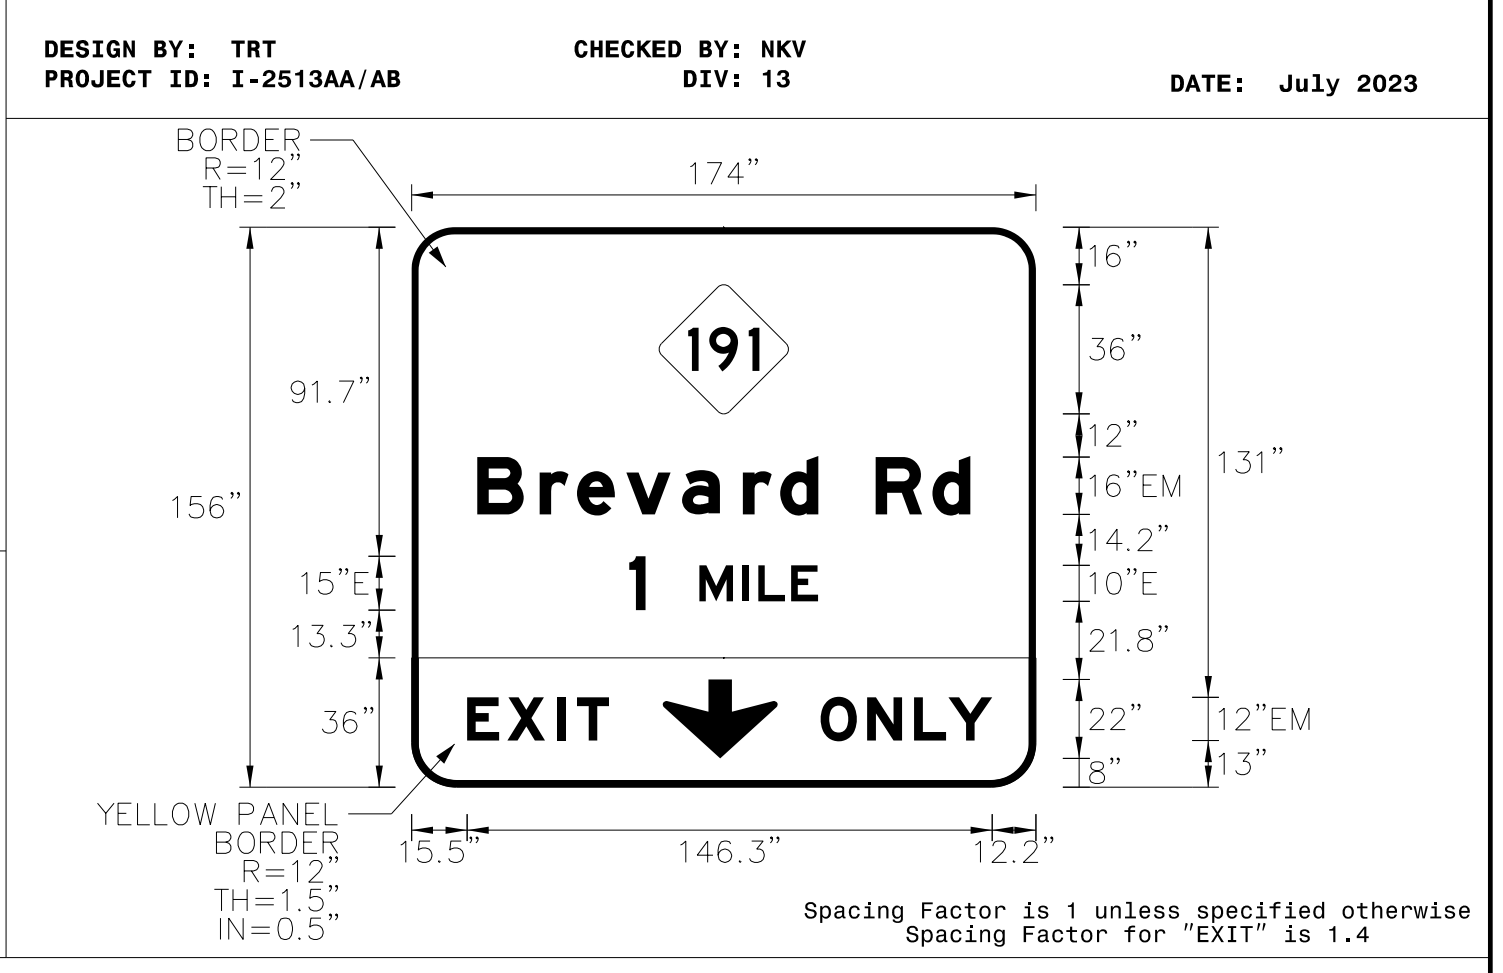 DESIGN BY: TRT
CHECKED BY: NKV
PROJECT ID: I-2513AA/AB
DIV: 13
DATE: July 2023
BORDER
R=12"
TH=2"
174"
16"
36"
91.7"
12"
131"
156"
16"EM
14.2"
15"E
10"E
13.3"
21.8"
36"
22"
12"EM
8"
13"
191
Brevard Rd
1 MILE
EXIT ONLY
YELLOW PANEL
BORDER
R=12"
TH=1.5"
IN=0.5"
15.5"
146.3"
12.2"
Spacing Factor is 1 unless specified otherwise
Spacing Factor for "EXIT" is 1.4